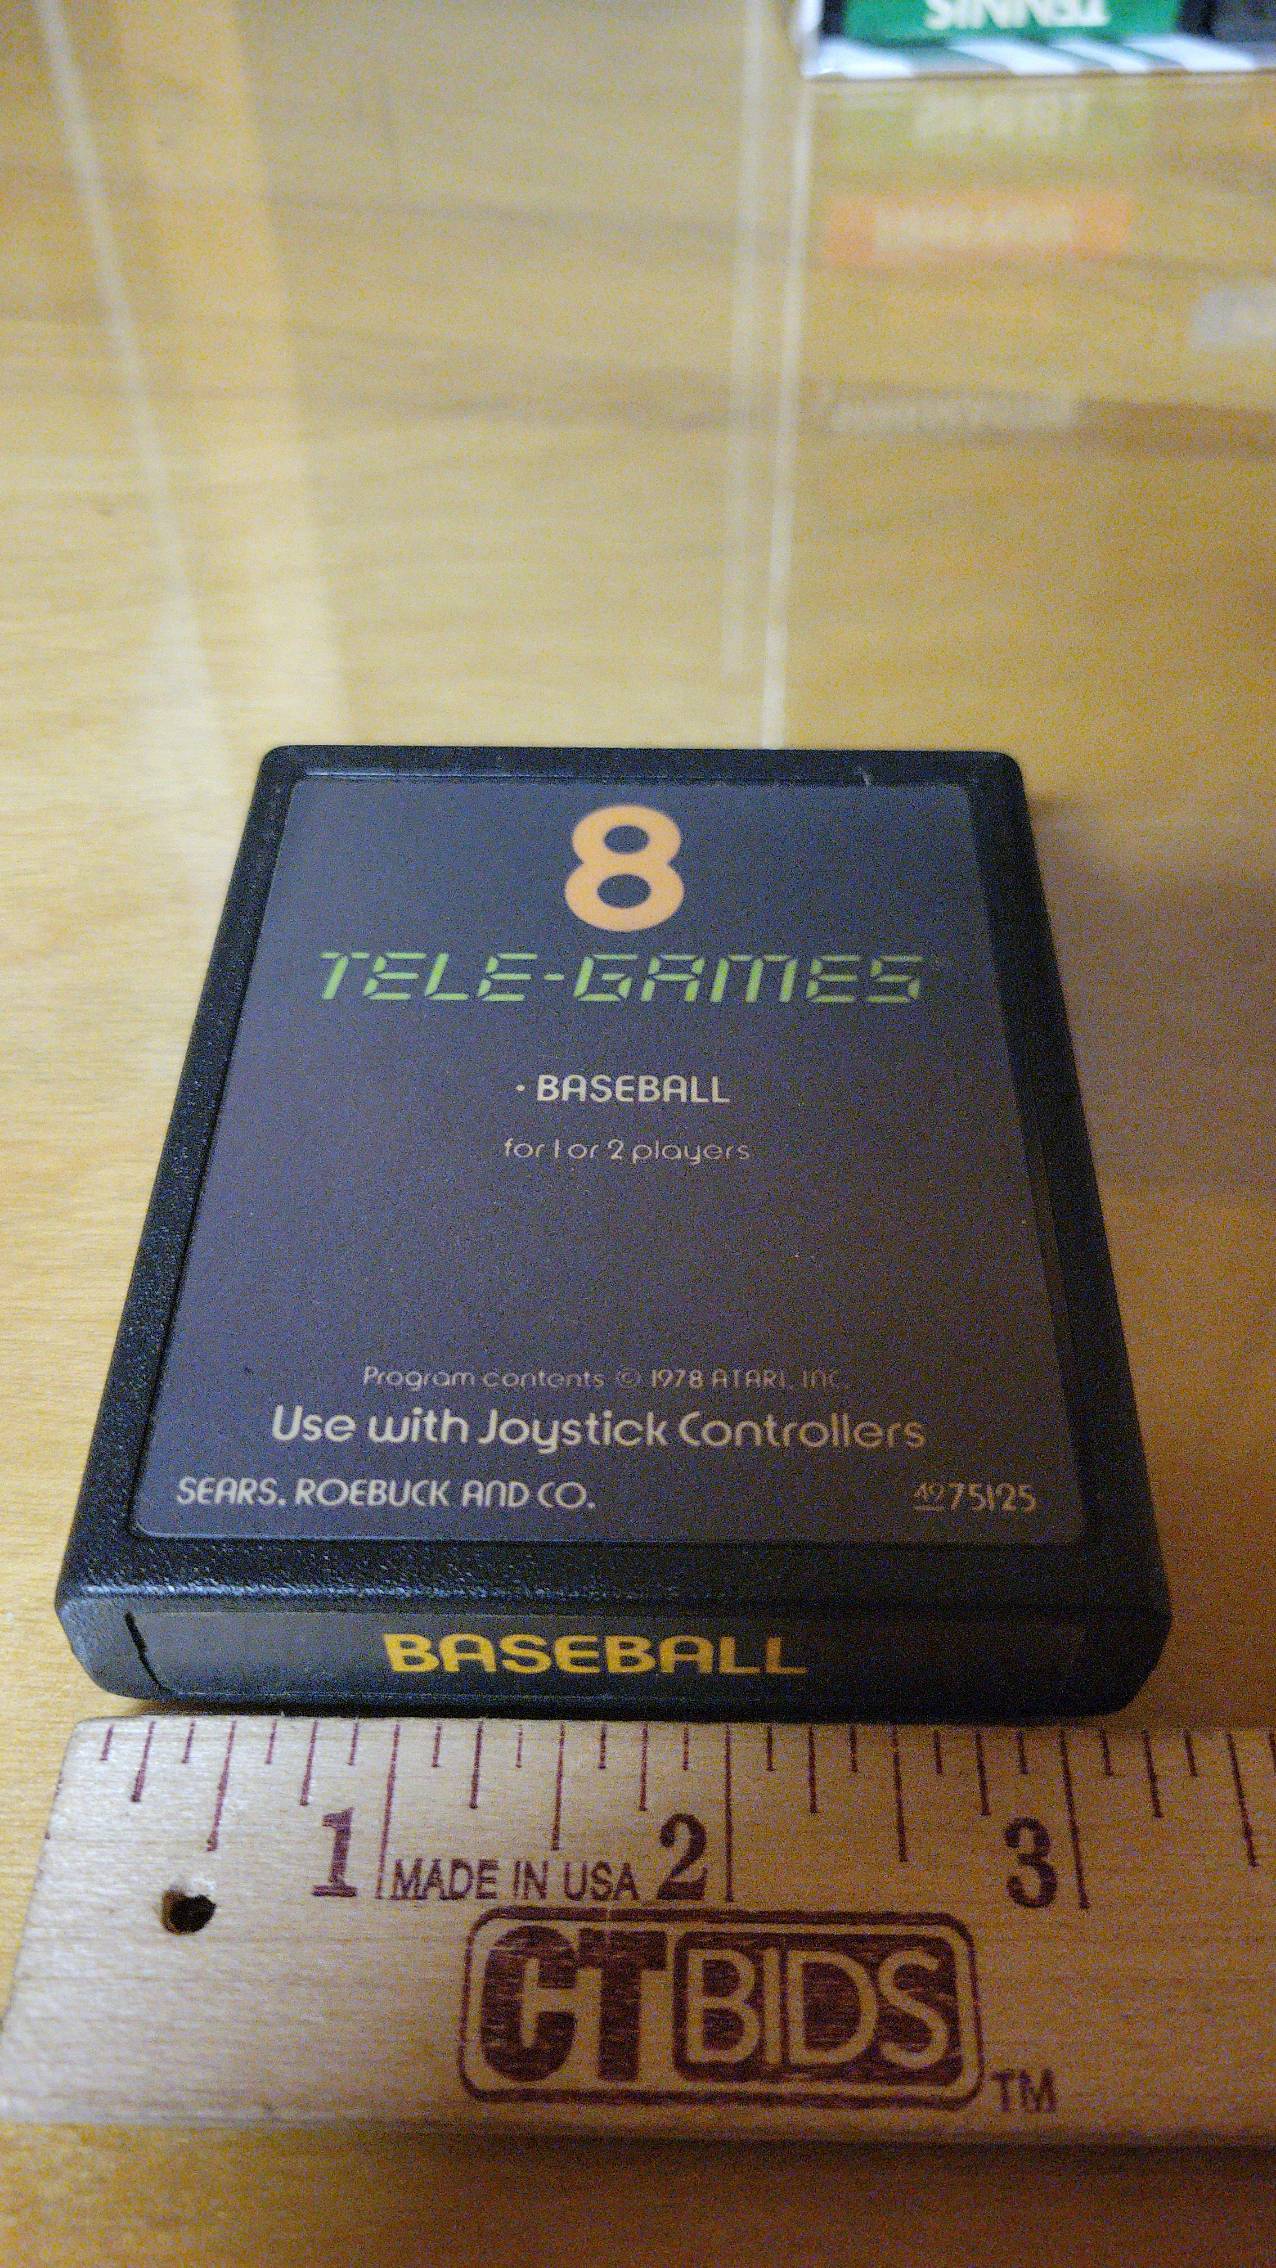 TENNIS
8
TELE-GAMES
· BASEBALL
for 1 or 2 players
Program contents © 1978 ATARI, INC.
Use with Joystick Controllers
SEARS, ROEBUCK AND CO.
4975125
BASEBALL
1 2 3
MADE IN USA
CTBIDS TM